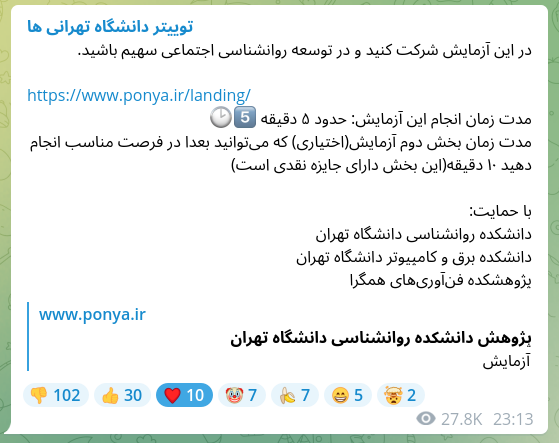 توییتر دانشگاه تهرانی ها
در این آزمایش شرکت کنید و در توسعه روانشناسی اجتماعی سهیم باشید.
https://www.ponya.ir/landing/
مدت زمان انجام این آزمایش: حدود ۵ دقیقه 5️⃣🕒
مدت زمان بخش دوم آزمایش(اختیاری) که می‌توانید بعدا در فرصت مناسب انجام
دهید ۱۰ دقیقه(این بخش دارای جایزه نقدی است)
با حمایت:
دانشکده روانشناسی دانشگاه تهران
دانشکده برق و کامپیوتر دانشگاه تهران
پژوهشکده فن‌آوری‌های همگرا
www.ponya.ir
پژوهش دانشکده روانشناسی دانشگاه تهران
آزمایش
👎 102 👍 30 ❤️ 10 🤡 7 🍌 7 😁 5 🤯 2
27.8K 23:13